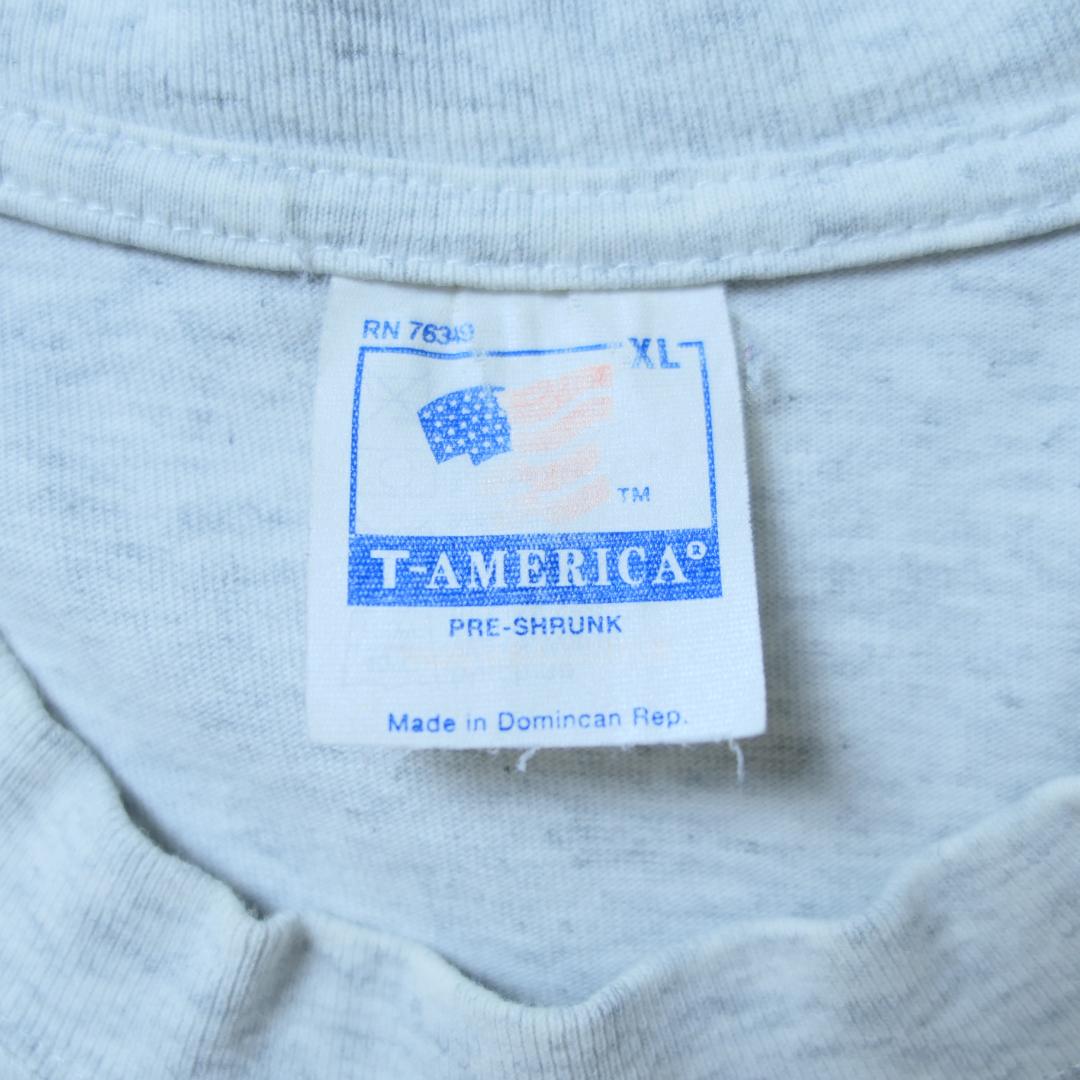 RN 76349
XL
TM
T-AMERICA®
PRE-SHRUNK
Made in Domincan Rep.